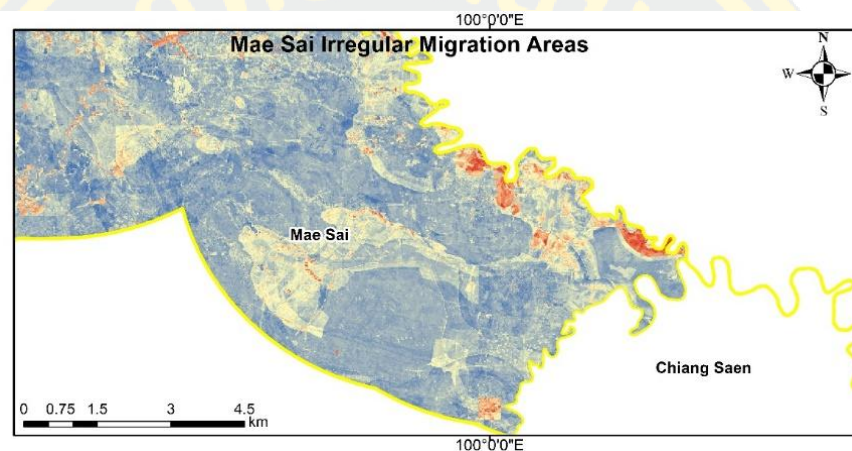 100°0'0"E
Mae Sai Irregular Migration Areas
N
W E
S
Mae Sai
Chiang Saen
0 0.75 1.5 3 4.5
km
100°0'0"E